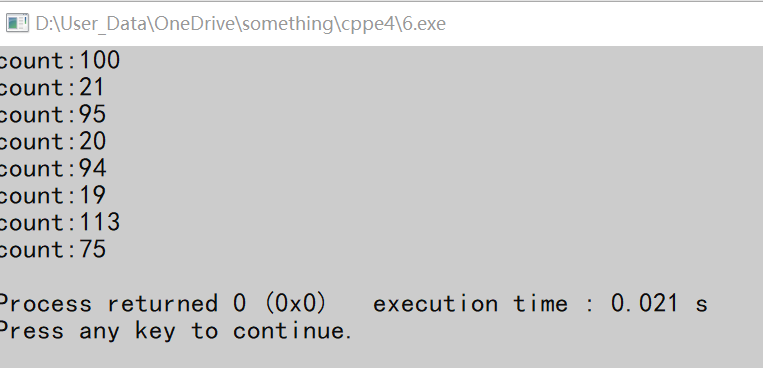 D:\User_Data\OneDrive\something\cppe4\6.exe
count:100
count:21
count:95
count:20
count:94
count:19
count:113
count:75
Process returned 0 (0x0)   execution time : 0.021 s
Press any key to continue.